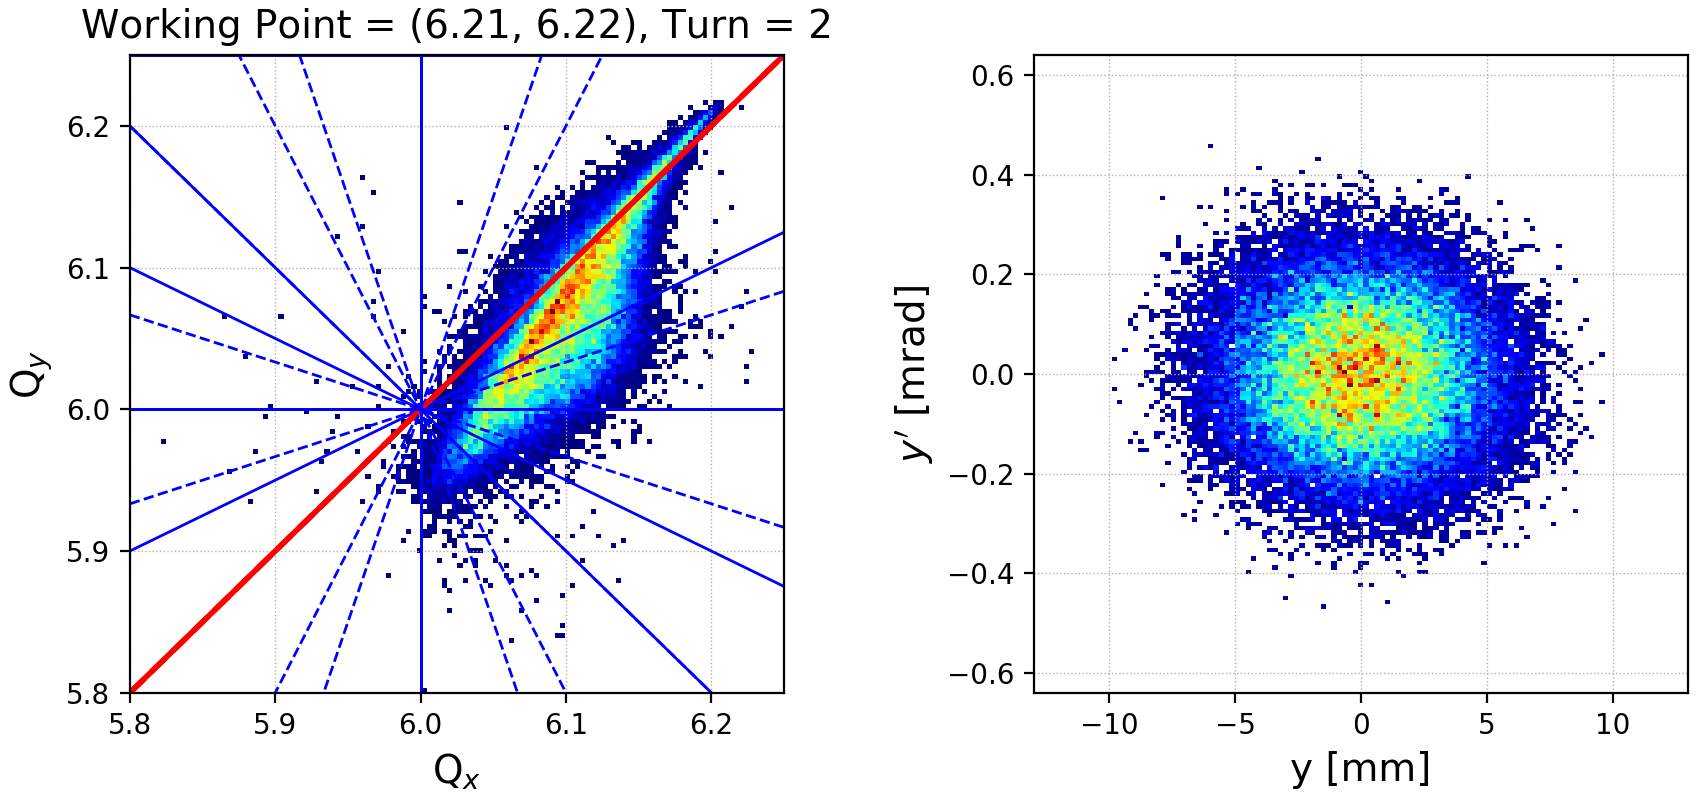 Working Point = (6.21, 6.22), Turn = 2
6.2
6.1
6.0
5.9
5.8
Q_y
5.8 5.9 6.0 6.1 6.2
Q_x
0.6
0.4
0.2
0.0
−0.2
−0.4
−0.6
y′ [mrad]
−10 −5 0 5 10
y [mm]